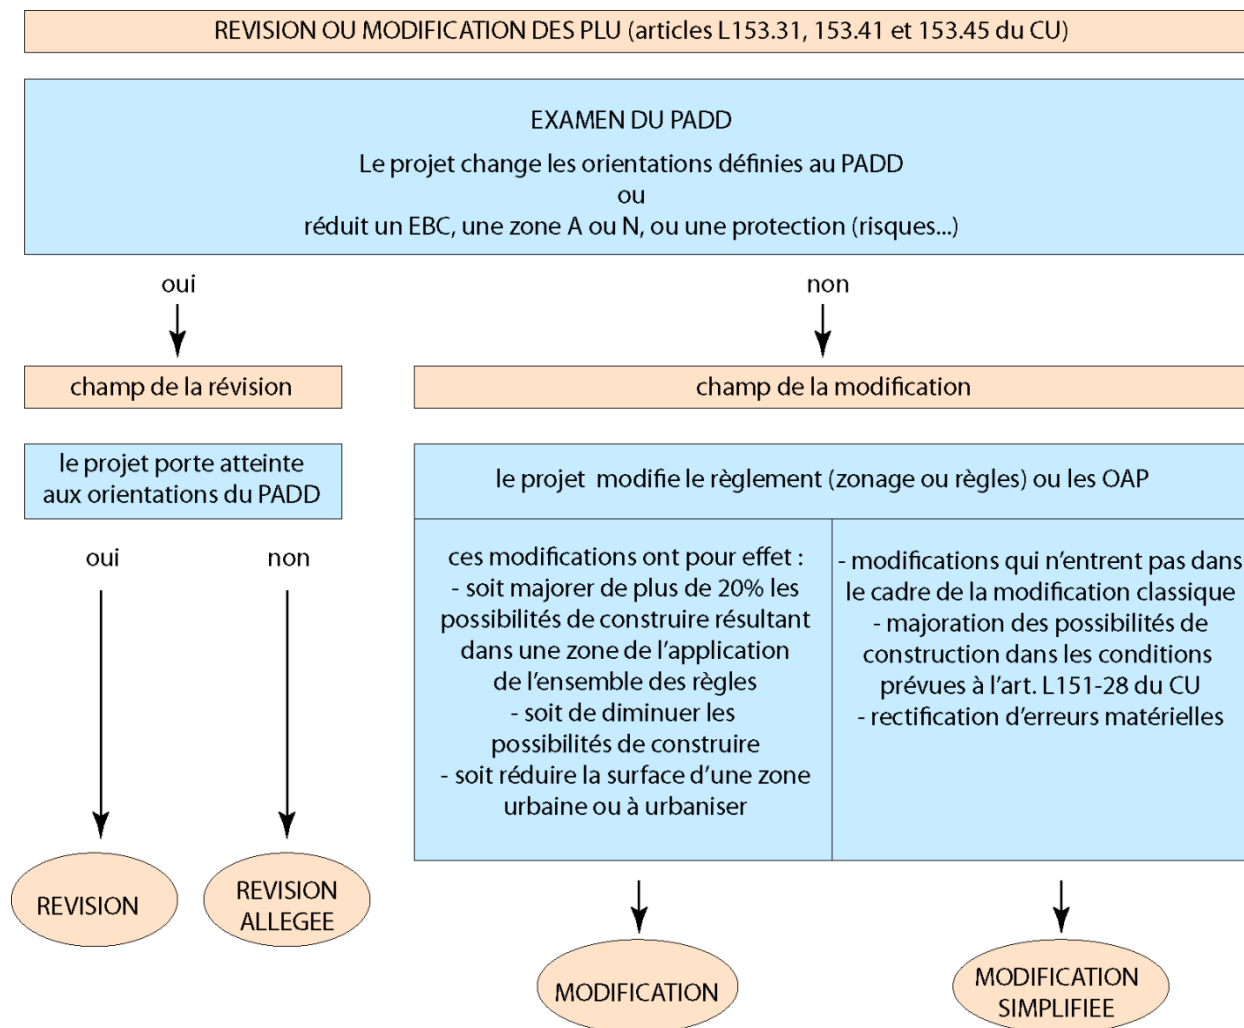 REVISION OU MODIFICATION DES PLU (articles L153.31, 153.41 et 153.45 du CU)
EXAMEN DU PADD
Le projet change les orientations définies au PADD
ou
réduit un EBC, une zone A ou N, ou une protection (risques...)
oui
non
champ de la révision
champ de la modification
le projet porte atteinte
aux orientations du PADD
le projet  modifie le règlement (zonage ou règles) ou les OAP
oui
non
ces modifications ont pour effet :
- soit majorer de plus de 20% les
possibilités de construire résultant
dans une zone de l’application
de l’ensemble des règles
- soit de diminuer les
possibilités de construire
- soit réduire la surface d’une zone
urbaine ou à urbaniser
- modifications qui n’entrent pas dans
le cadre de la modification classique
- majoration des possibilités de
construction dans les conditions
prévues à l’art. L151-28 du CU
- rectification d’erreurs matérielles
REVISION
REVISION
ALLEGEE
MODIFICATION
MODIFICATION
SIMPLIFIEE